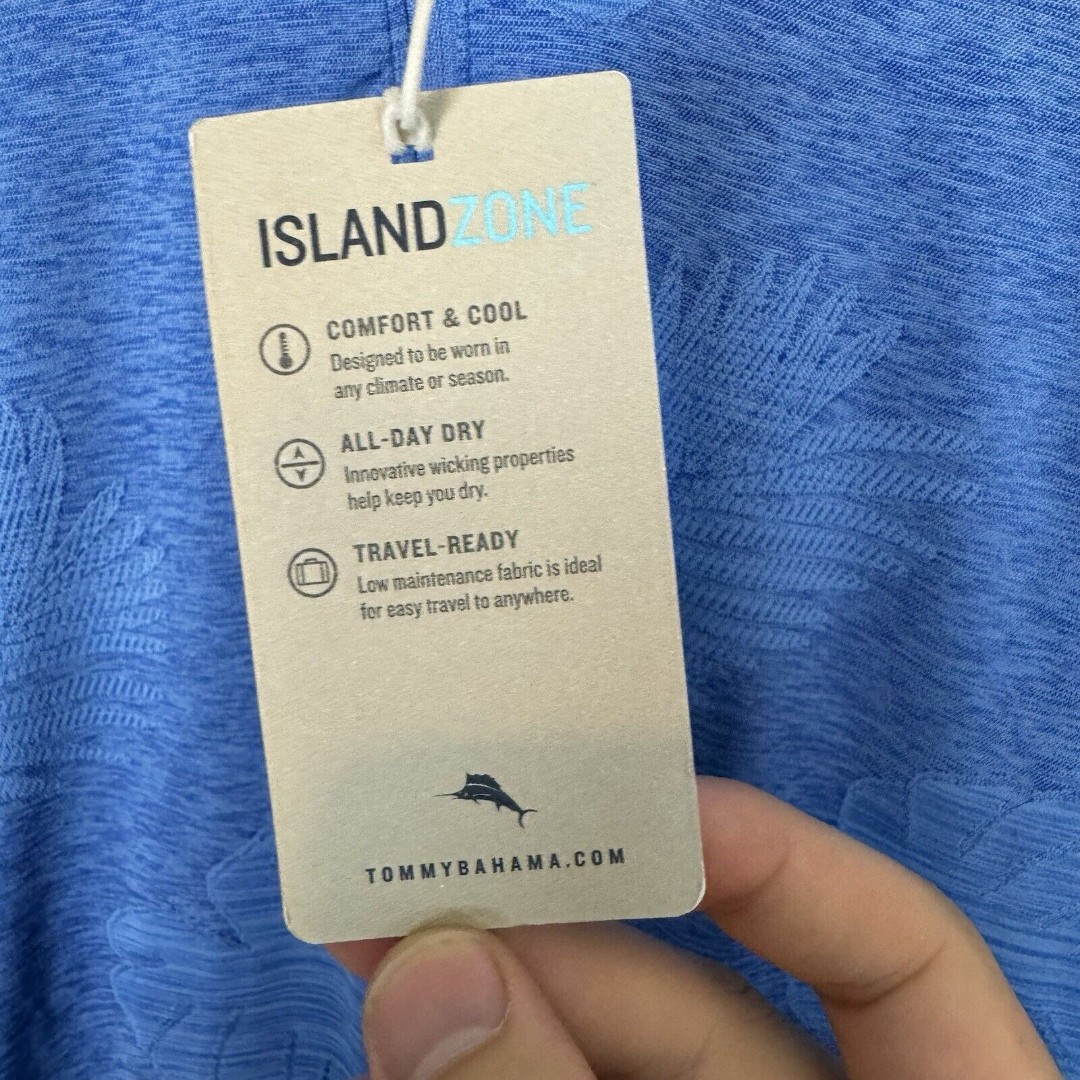 ISLANDZONE
COMFORT & COOL
Designed to be worn in
any climate or season.
ALL-DAY DRY
Innovative wicking properties
help keep you dry.
TRAVEL-READY
Low maintenance fabric is ideal
for easy travel to anywhere.
TOMMYBAHAMA.COM